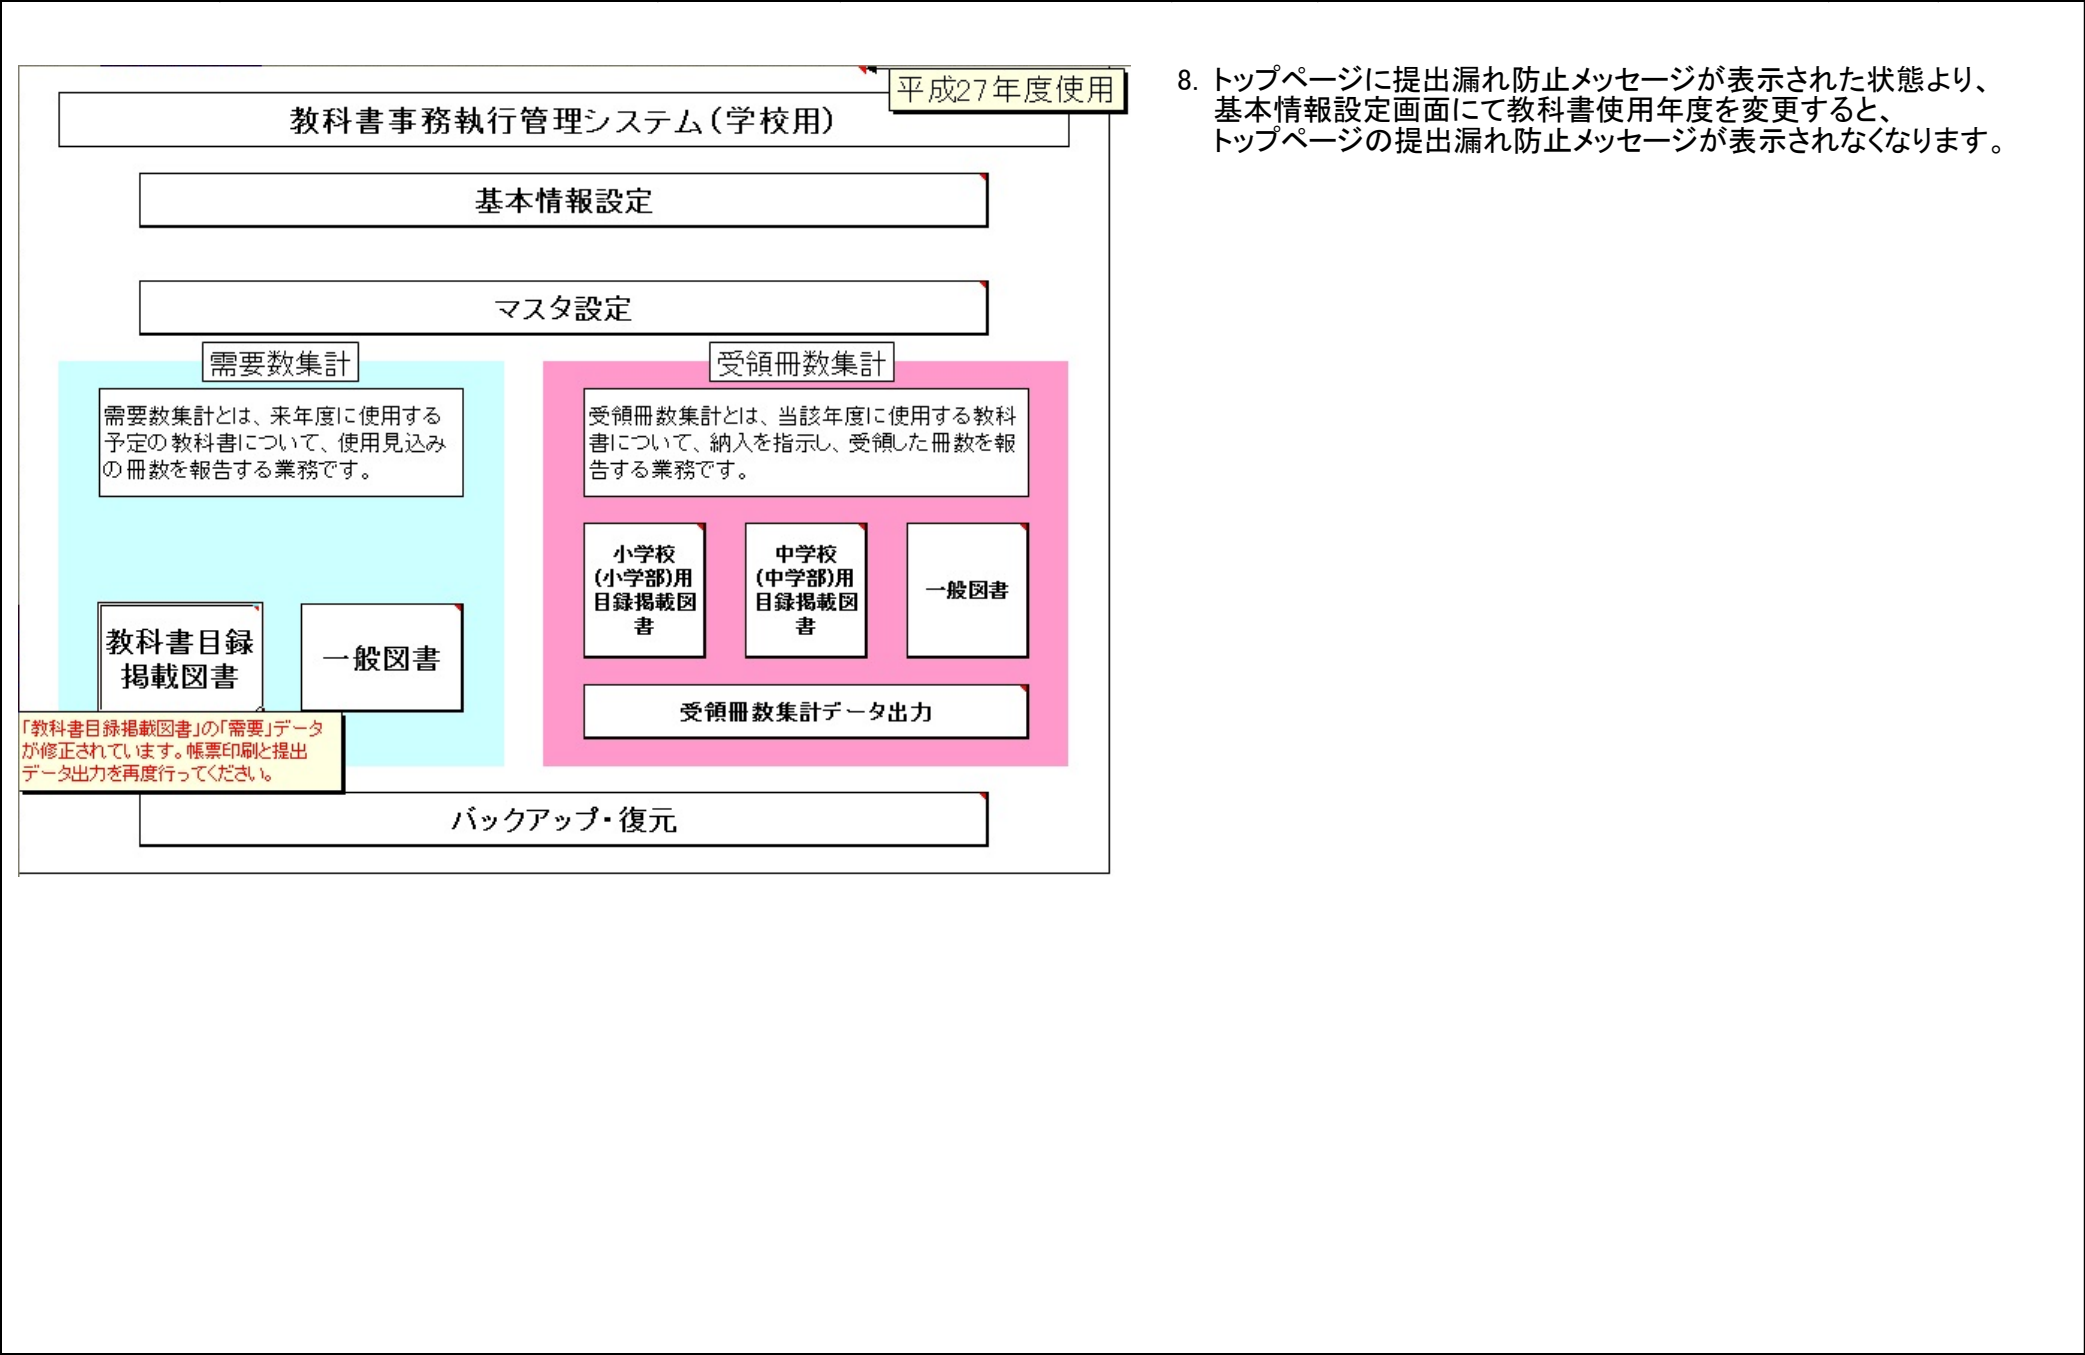 平成27年度使用
教科書事務執行管理システム（学校用）
基本情報設定
マスタ設定
需要数集計
需要数集計とは、来年度に使用する
予定の教科書について、使用見込み
の冊数を報告する業務です。
教科書目録
掲載図書
一般図書
「教科書目録掲載図書」の「需要」データ
が修正されています。帳票印刷と提出
データ出力を再度行ってください。
受領冊数集計
受領冊数集計とは、当該年度に使用する教科
書について、納入を指示し、受領した冊数を報
告する業務です。
小学校
(小学部)用
目録掲載図
書
中学校
(中学部)用
目録掲載図
書
一般図書
受領冊数集計データ出力
バックアップ・復元
8. トップページに提出漏れ防止メッセージが表示された状態より、
基本情報設定画面にて教科書使用年度を変更すると、
トップページの提出漏れ防止メッセージが表示されなくなります。